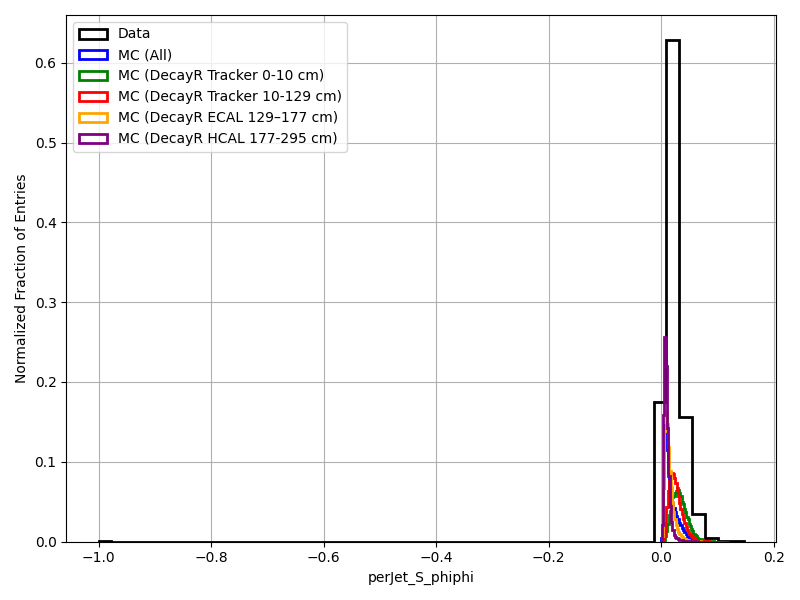 Data
MC (All)
MC (DecayR Tracker 0-10 cm)
MC (DecayR Tracker 10-129 cm)
MC (DecayR ECAL 129–177 cm)
MC (DecayR HCAL 177-295 cm)
Normalized Fraction of Entries
0.6
0.5
0.4
0.3
0.2
0.1
0.0
−1.0 −0.8 −0.6 −0.4 −0.2 0.0 0.2
perJet_S_phiphi